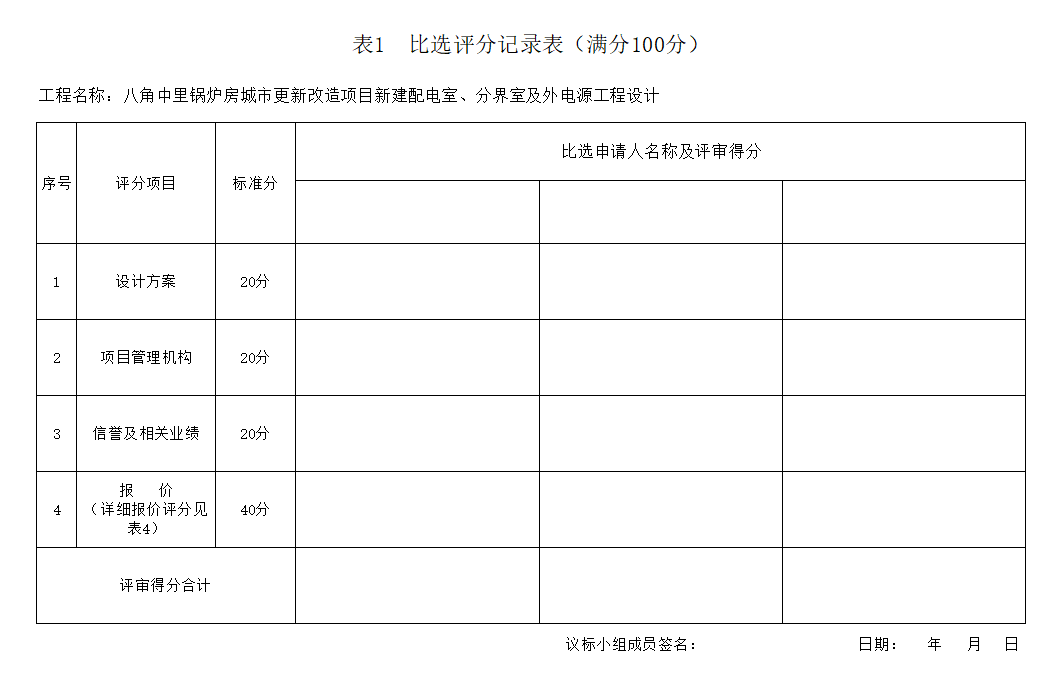 表1 比选评分记录表（满分100分）
工程名称：八角中里锅炉房城市更新改造项目新建配电室、分界室及外电源工程设计
序号 评分项目 标准分 比选申请人名称及评审得分
1 设计方案 20分
2 项目管理机构 20分
3 信誉及相关业绩 20分
4 报 价
（详细报价评分见
表4） 40分
评审得分合计
议标小组成员签名： 日期： 年 月 日